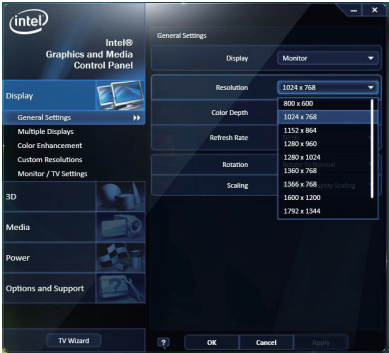 intel
Intel®
Graphics and Media
Control Panel
Display
General Settings
Multiple Displays
Color Enhancement
Custom Resolutions
Monitor / TV Settings
3D
Media
Power
Options and Support
TV Wizard
General Settings
Display
Monitor
Resolution
1024 x 768
Color Depth
Refresh Rate
Rotation
Scaling
800 x 600
1024 x 768
1152 x 864
1280 x 960
1280 x 1024
1360 x 768
1366 x 768
1600 x 1200
1792 x 1344
Scaling
?
OK
Cancel
Apply